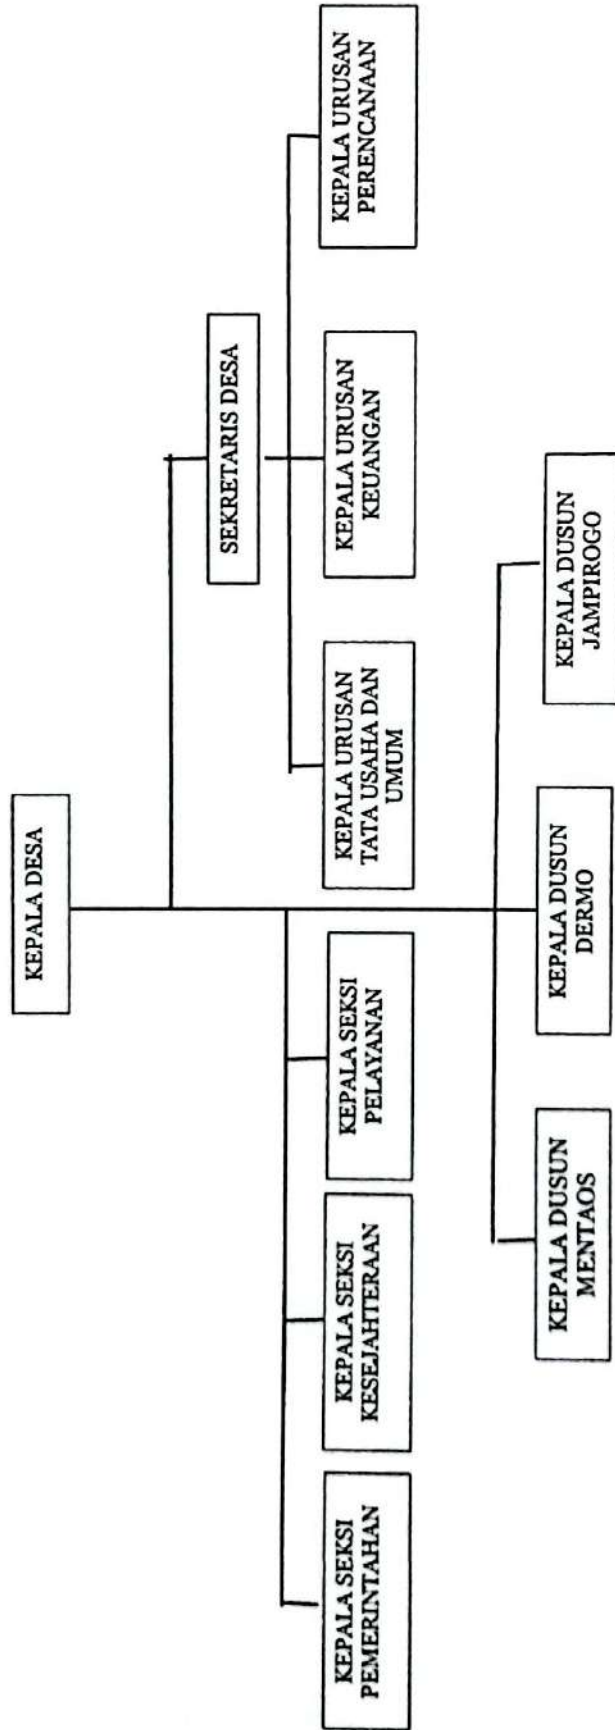 KEPALA DESA
SEKRETARIS DESA
KEPALA SEKSI
PEMERINTAHAN
KEPALA SEKSI
KESEJAHTERAAN
KEPALA SEKSI
PELAYANAN
KEPALA URUSAN
TATA USAHA DAN
UMUM
KEPALA URUSAN
KEUANGAN
KEPALA URUSAN
PERENCANAAN
KEPALA DUSUN
MENTAOS
KEPALA DUSUN
DERMO
KEPALA DUSUN
JAMPIROGO